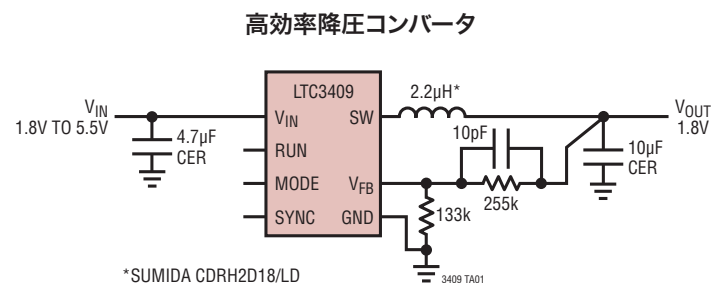 高効率降圧コンバータ
LTC3409
2.2µH*
VIN
1.8V TO 5.5V
VIN
SW
VOUT
1.8V
4.7µF
CER
10pF
10µF
CER
RUN
MODE
VFB
255k
SYNC
GND
133k
*SUMIDA CDRH2D18/LD
3409 TA01